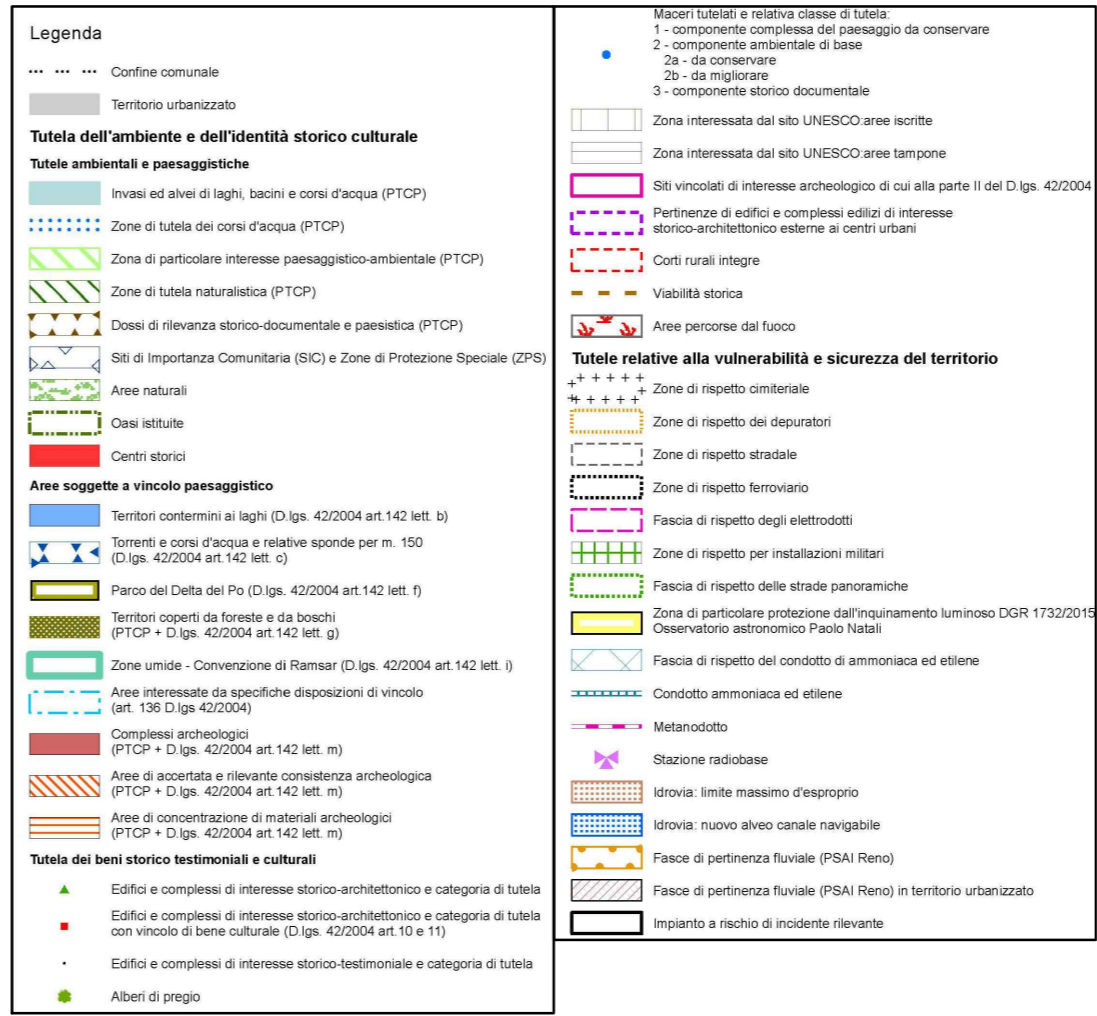 Legenda
Confine comunale
Territorio urbanizzato
Tutela dell'ambiente e dell'identità storico culturale
Tutele ambientali e paesaggistiche
Invasi ed alvei di laghi, bacini e corsi d'acqua (PTCP)
Zone di tutela dei corsi d'acqua (PTCP)
Zona di particolare interesse paesaggistico-ambientale (PTCP)
Zone di tutela naturalistica (PTCP)
Dossi di rilevanza storico-documentale e paesistica (PTCP)
Siti di Importanza Comunitaria (SIC) e Zone di Protezione Speciale (ZPS)
Aree naturali
Oasi istituite
Centri storici
Aree soggette a vincolo paesaggistico
Territori contermini ai laghi (D.lgs. 42/2004 art.142 lett. b)
Torrenti e corsi d'acqua e relative sponde per m. 150
(D.lgs. 42/2004 art.142 lett. c)
Parco del Delta del Po (D.lgs. 42/2004 art.142 lett. f)
Territori coperti da foreste e da boschi
(PTCP + D.lgs. 42/2004 art.142 lett. g)
Zone umide - Convenzione di Ramsar (D.lgs. 42/2004 art.142 lett. i)
Aree interessate da specifiche disposizioni di vincolo
(art. 136 D.lgs 42/2004)
Complessi archeologici
(PTCP + D.lgs. 42/2004 art.142 lett. m)
Aree di accertata e rilevante consistenza archeologica
(PTCP + D.lgs. 42/2004 art.142 lett. m)
Aree di concentrazione di materiali archeologici
(PTCP + D.lgs. 42/2004 art.142 lett. m)
Tutela dei beni storico testimoniali e culturali
Edifici e complessi di interesse storico-architettonico e categoria di tutela
Edifici e complessi di interesse storico-architettonico e categoria di tutela
con vincolo di bene culturale (D.lgs. 42/2004 art.10 e 11)
Edifici e complessi di interesse storico-testimoniale e categoria di tutela
Alberi di pregio
Maceri tutelati e relativa classe di tutela:
1 - componente complessa del paesaggio da conservare
2 - componente ambientale di base
2a - da conservare
2b - da migliorare
3 - componente storico documentale
Zona interessata dal sito UNESCO:aree iscritte
Zona interessata dal sito UNESCO:aree tampone
Siti vincolati di interesse archeologico di cui alla parte II del D.lgs. 42/2004
Pertinenze di edifici e complessi edilizi di interesse
storico-architettonico esterne ai centri urbani
Corti rurali integre
Viabilità storica
Aree percorse dal fuoco
Tutele relative alla vulnerabilità e sicurezza del territorio
Zone di rispetto cimiteriale
Zone di rispetto dei depuratori
Zone di rispetto stradale
Zone di rispetto ferroviario
Fascia di rispetto degli elettrodotti
Zone di rispetto per installazioni militari
Fascia di rispetto delle strade panoramiche
Zona di particolare protezione dall'inquinamento luminoso DGR 1732/2015
Osservatorio astronomico Paolo Natali
Fascia di rispetto del condotto di ammoniaca ed etilene
Condotto ammoniaca ed etilene
Metanodotto
Stazione radiobase
Idrovia: limite massimo d'esproprio
Idrovia: nuovo alveo canale navigabile
Fasce di pertinenza fluviale (PSAI Reno)
Fasce di pertinenza fluviale (PSAI Reno) in territorio urbanizzato
Impianto a rischio di incidente rilevante